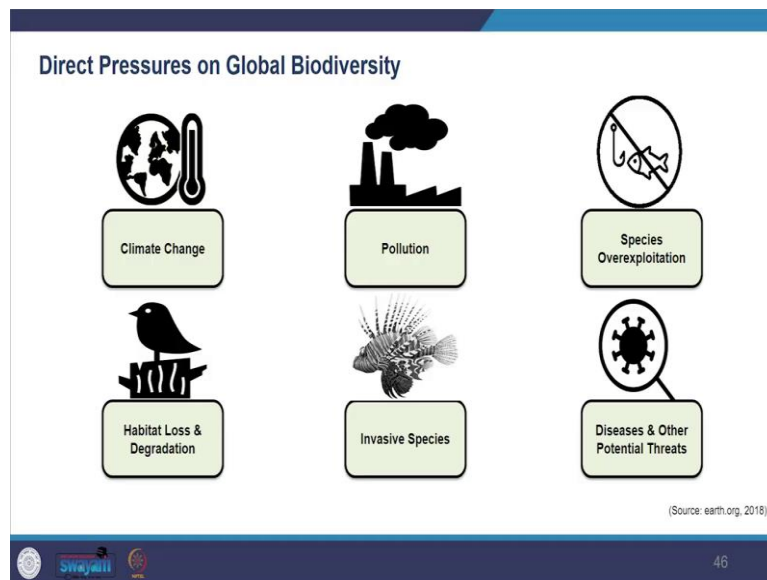 Direct Pressures on Global Biodiversity
Climate Change
Pollution
Species
Overexploitation
Habitat Loss &
Degradation
Invasive Species
Diseases & Other
Potential Threats
(Source: earth.org, 2018)
swayam
46